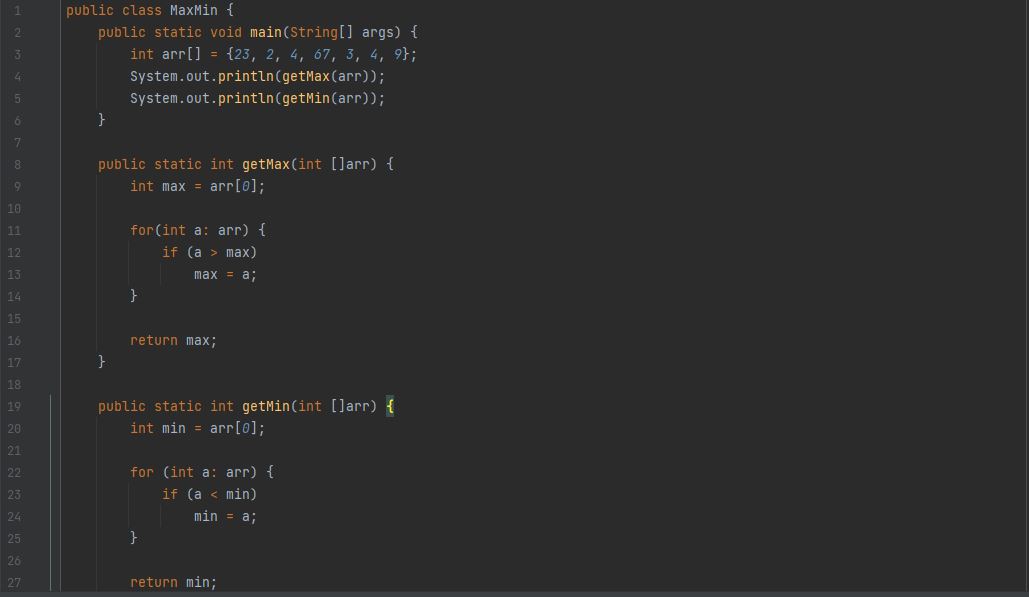 1 public class MaxMin {
2 public static void main(String[] args) {
3 int arr[] = {23, 2, 4, 67, 3, 4, 9};
4 System.out.println(getMax(arr));
5 System.out.println(getMin(arr));
6 }
7
8 public static int getMax(int []arr) {
9 int max = arr[0];
10
11 for(int a: arr) {
12 if (a > max)
13 max = a;
14 }
15
16 return max;
17 }
18
19 public static int getMin(int []arr) {
20 int min = arr[0];
21
22 for (int a: arr) {
23 if (a < min)
24 min = a;
25 }
26
27 return min;